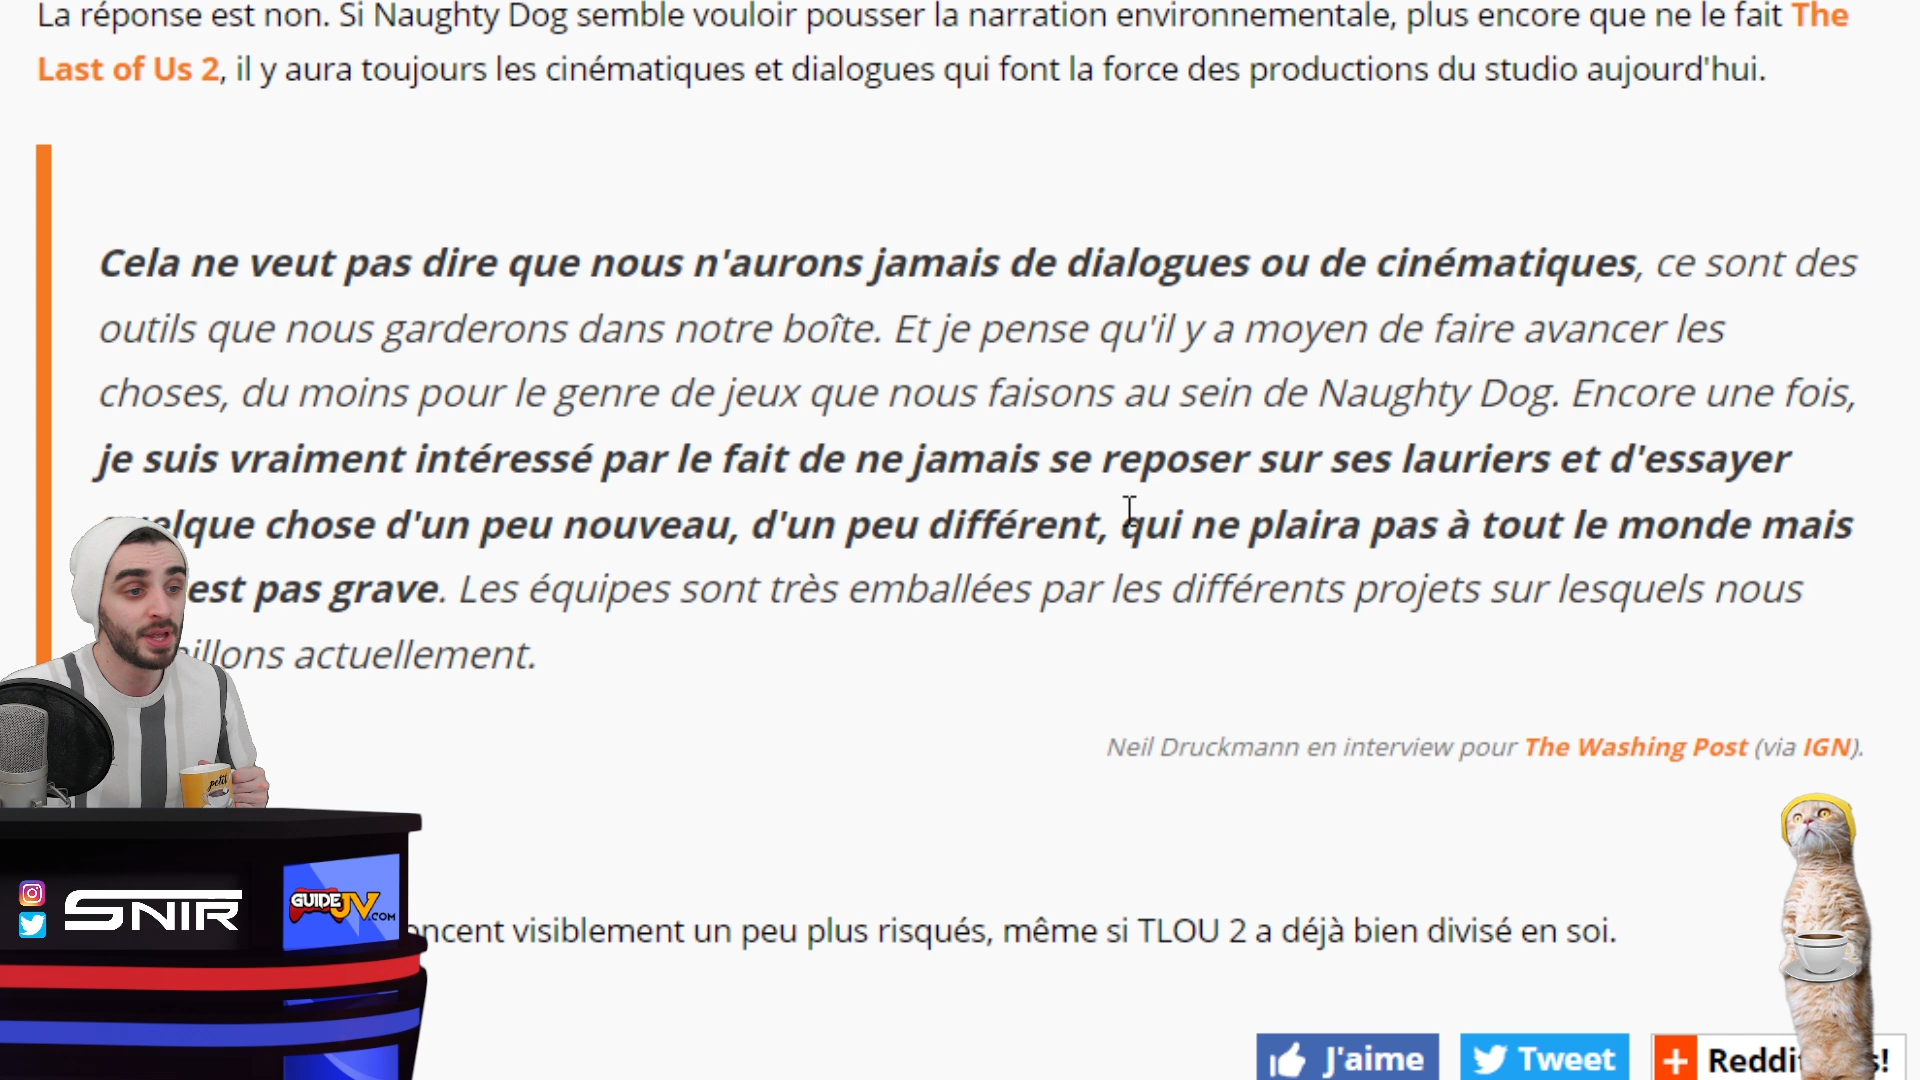 La réponse est non. Si Naughty Dog semble vouloir pousser la narration environnementale, plus encore que ne le fait The
Last of Us 2, il y aura toujours les cinématiques et dialogues qui font la force des productions du studio aujourd'hui.
Cela ne veut pas dire que nous n'aurons jamais de dialogues ou de cinématiques, ce sont des
outils que nous garderons dans notre boîte. Et je pense qu'il y a moyen de faire avancer les
choses, du moins pour le genre de jeux que nous faisons au sein de Naughty Dog. Encore une fois,
je suis vraiment intéressé par le fait de ne jamais se reposer sur ses lauriers et d'essayer
chose d'un peu nouveau, d'un peu différent, qui ne plaira pas à tout le monde mais
est pas grave. Les équipes sont très emballées par les différents projets sur lesquels nous
actuellement.
Neil Druckmann en interview pour The Washing Post (via IGN).
petit
SNIR
GUIDEJV.COM
visiblement un peu plus risqués, même si TLOU 2 a déjà bien divisé en soi.
J'aime
Tweet